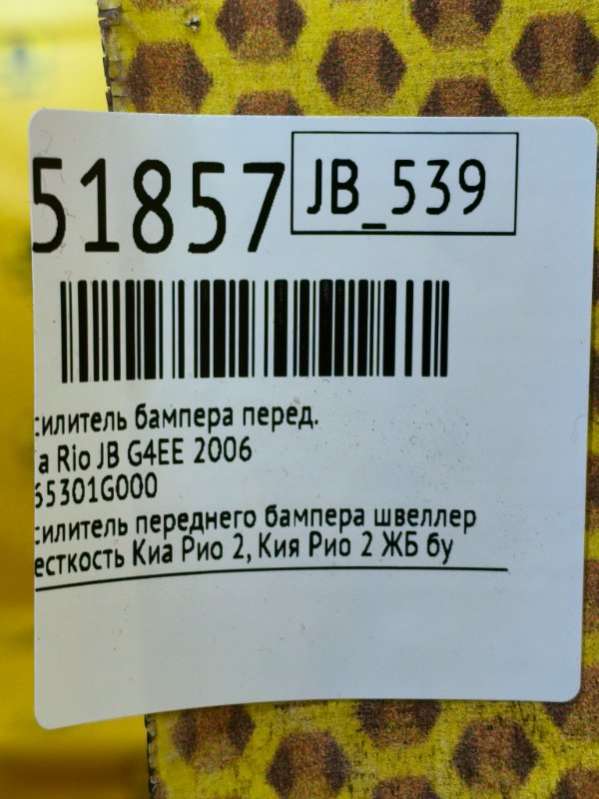 51857 JB_539
силитель бампера перед.
a Rio JB G4EE 2006
65301G000
силитель переднего бампера швеллер
есткость Киа Рио 2, Кия Рио 2 ЖБ бу